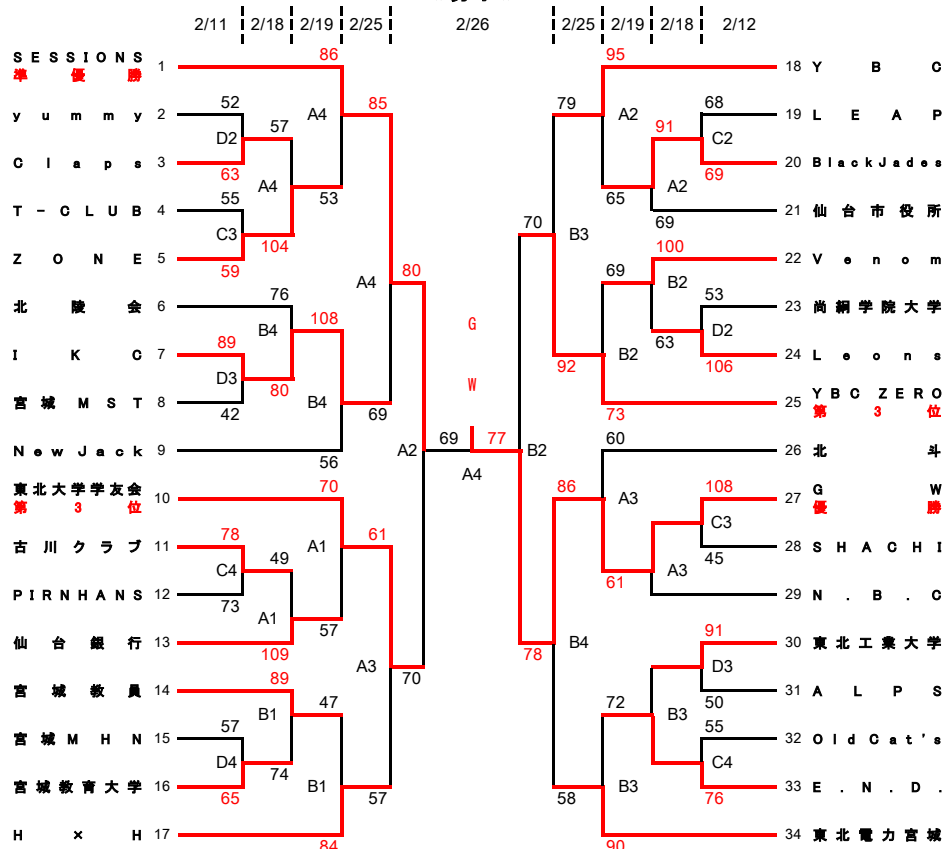 2/11 2/18 2/19 2/25 2/26 2/25 2/19 2/18 2/12
SESSIONS 1 86
準優勝
yummy 2 52
D2 57 A4 85
Claps 3 63
A4 53
T-CLUB 4 55
C3 104
ZONE 5 59
A4 80
北陵会 6 76
B4 108
IKC 7 89
D3 80
宮城MST 8 42
B4 69
NewJack 9 56
A2
東北大学学友会 10 70
第3位
古川クラブ 11 78
C4 49 A1 61
PIRNHANS 12 73
A1 57
仙台銀行 13 109
A3 70
宮城教員 14 89
B1 47
宮城MHN 15 57
D4 74
宮城教育大学 16 65
B1 57
H×H 17 84
G
W
69 77
A4
95 18 YBC
79 A2
68 19 LEAP
91 C2
69 20 BlackJades
65 A2
69 21 仙台市役所
70 B3
100 22 Venom
69 B2
53 23 尚絅学院大学
63 D2
106 24 Leons
92 B2
73 25 YBC ZERO
第3位
B2
60 26 北斗
86 A3
108 27 GW
優勝
C3
45 28 SHACHI
61 A3
29 N.B.C
78 B4
91 30 東北工業大学
D3
50 31 ALPS
72 B3
55 32 OldCat's
C4
76 33 E.N.D.
58 B3
90 34 東北電力宮城